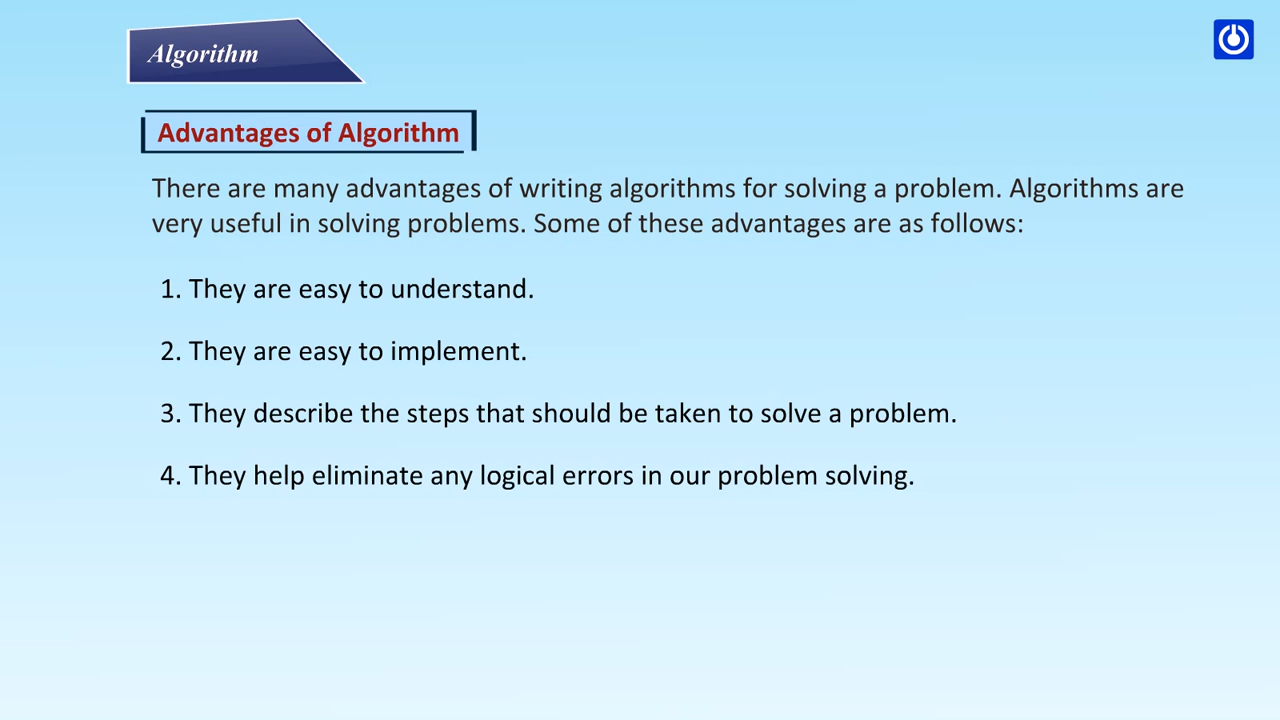 Algorithm
Advantages of Algorithm
There are many advantages of writing algorithms for solving a problem. Algorithms are
very useful in solving problems. Some of these advantages are as follows:
1. They are easy to understand.
2. They are easy to implement.
3. They describe the steps that should be taken to solve a problem.
4. They help eliminate any logical errors in our problem solving.